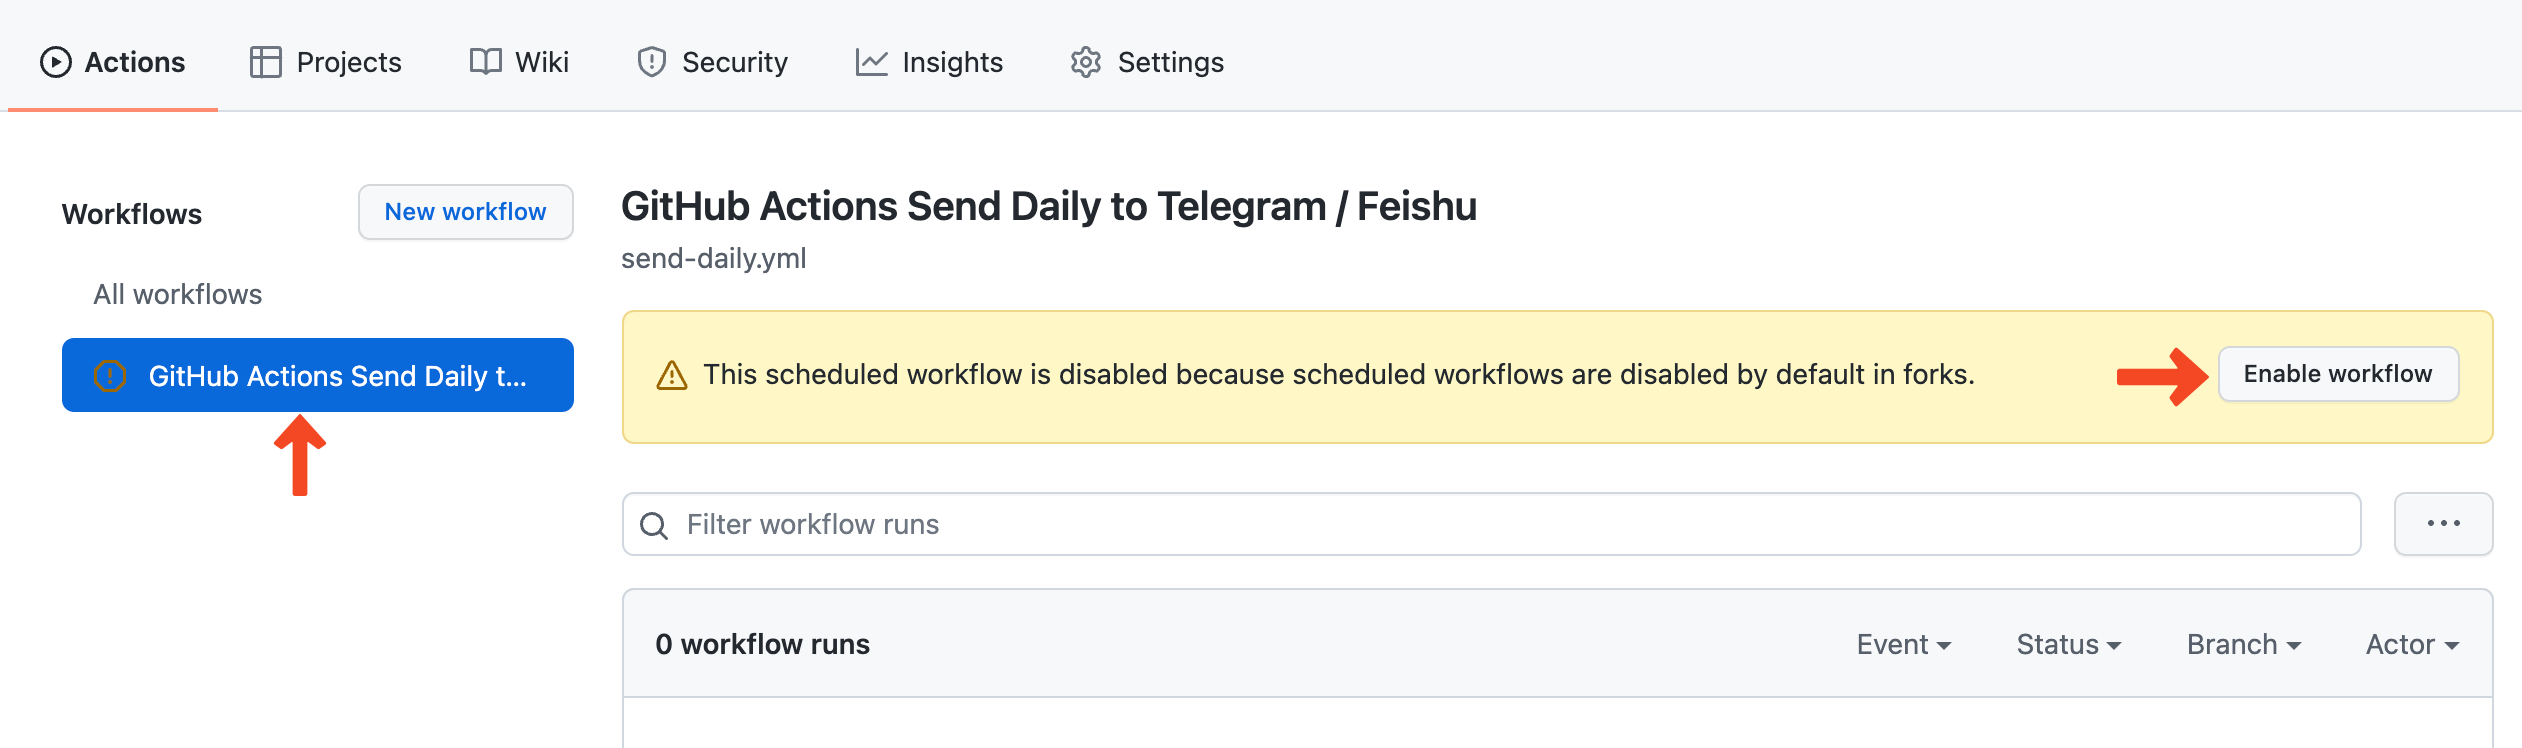 Actions Projects Wiki Security Insights Settings
Workflows
New workflow
All workflows
GitHub Actions Send Daily t...
GitHub Actions Send Daily to Telegram / Feishu
send-daily.yml
This scheduled workflow is disabled because scheduled workflows are disabled by default in forks.
Enable workflow
Filter workflow runs
0 workflow runs
Event Status Branch Actor